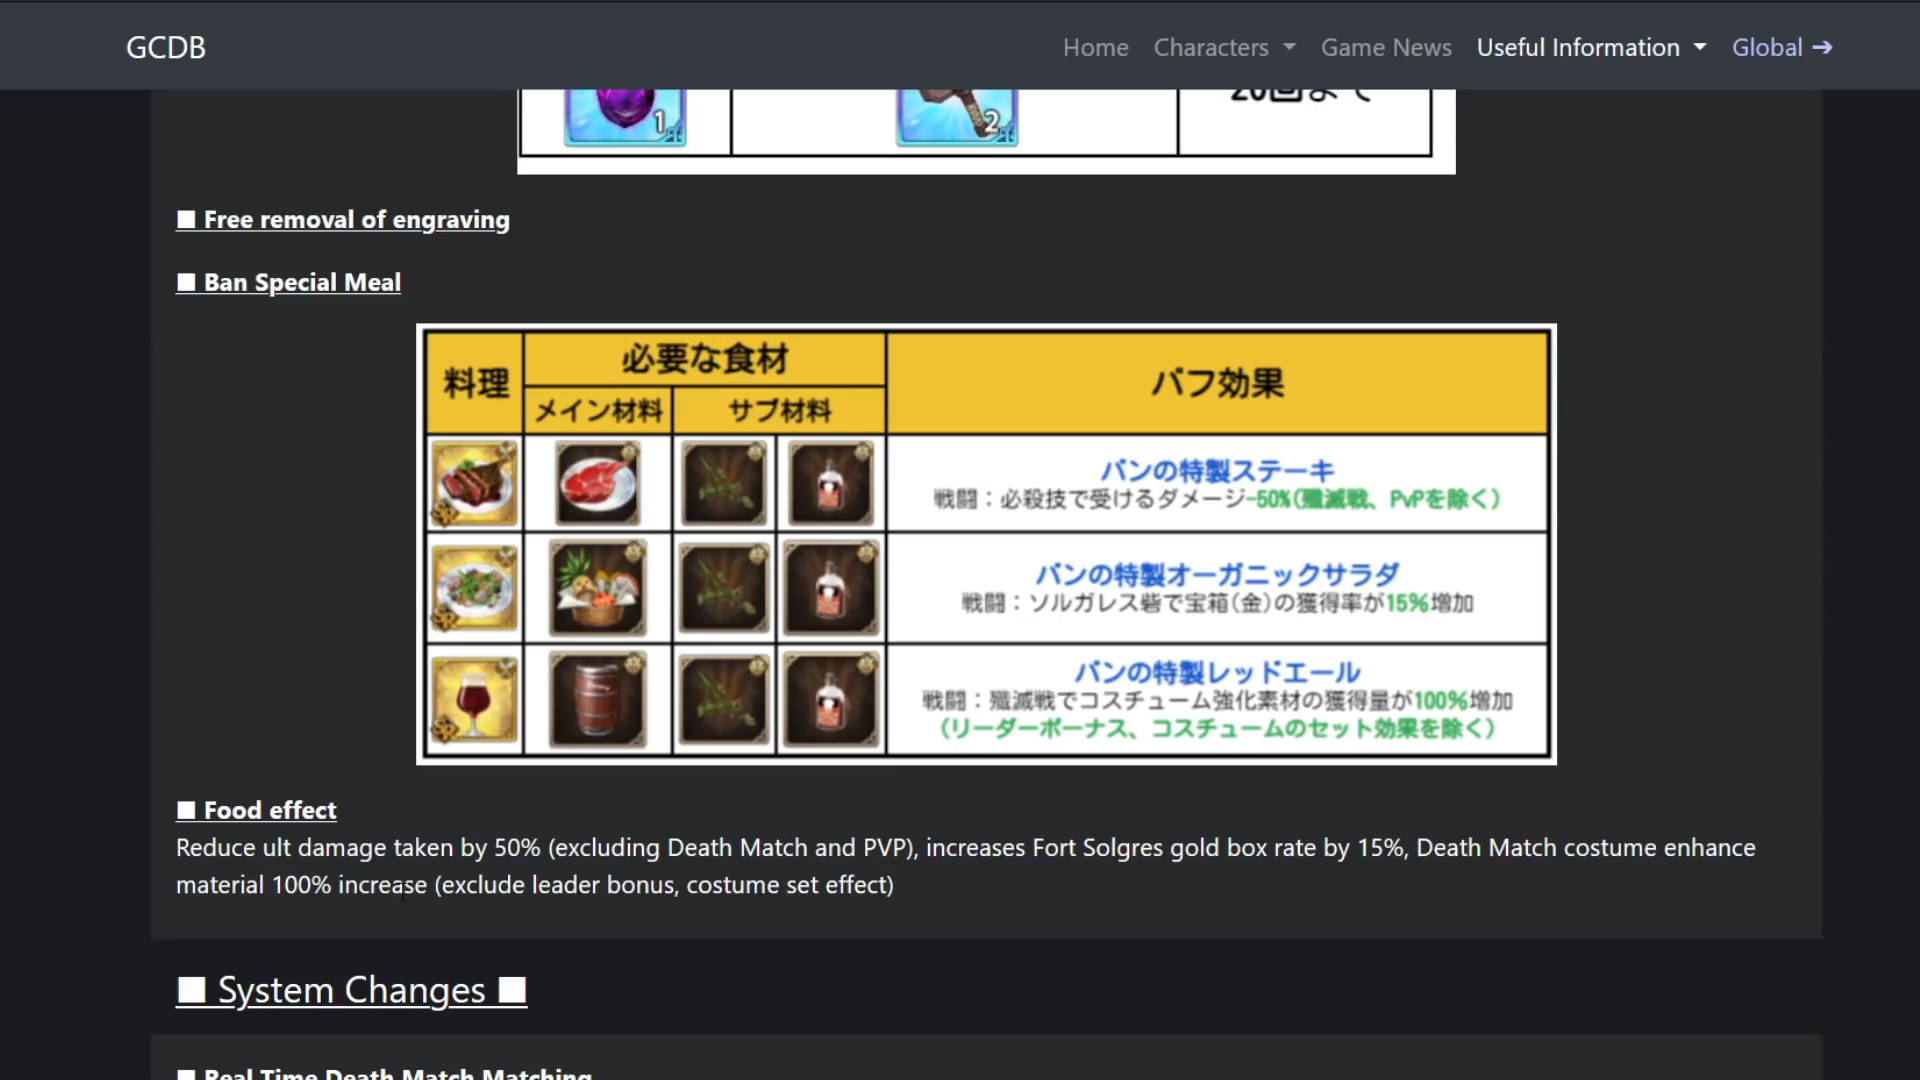 GCDB
Home
Characters
Game News
Useful Information
Global ➔
1
2
20回まで
■ Free removal of engraving
■ Ban Special Meal
料理
必要な食材
バフ効果
メイン材料
サブ材料
バンの特製ステーキ
戦闘：必殺技で受けるダメージ-50%(殲滅戦、PvPを除く)
バンの特製オーガニックサラダ
戦闘：ソルガレス砦で宝箱(金)の獲得率が15%増加
バンの特製レッドエール
戦闘：殲滅戦でコスチューム強化素材の獲得量が100%増加
(リーダーボーナス、コスチュームのセット効果を除く)
■ Food effect
Reduce ult damage taken by 50% (excluding Death Match and PVP), increases Fort Solgres gold box rate by 15%, Death Match costume enhance
material 100% increase (exclude leader bonus, costume set effect)
■ System Changes ■
■ Real Time Death Match Matching